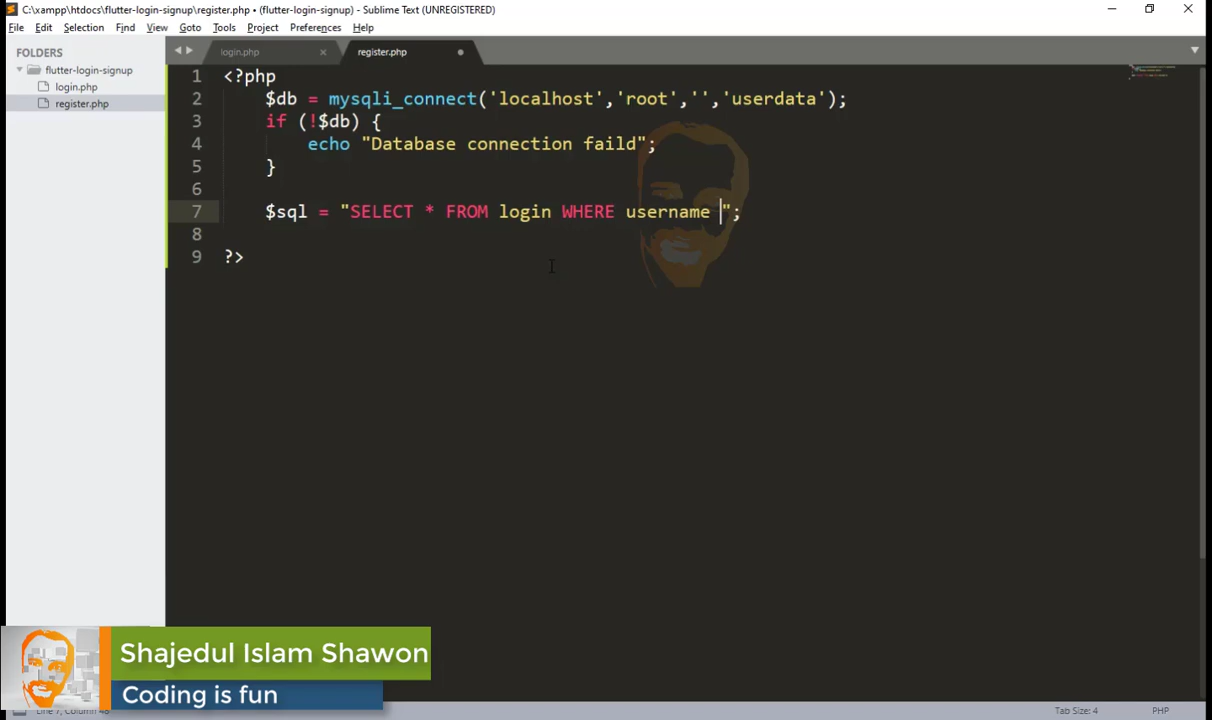 C:\xampp\htdocs\flutter-login-signup\register.php • (flutter-login-signup) - Sublime Text (UNREGISTERED)
File Edit Selection Find View Goto Tools Project Preferences Help
FOLDERS
flutter-login-signup
login.php
register.php
login.php × register.php
1 <?php
2 $db = mysqli_connect('localhost','root','','userdata');
3 if (!$db) {
4 echo "Database connection faild";
5 }
6
7 $sql = "SELECT * FROM login WHERE username ";
8
9 ?>
Shajedul Islam Shawon
Coding is fun
Tab Size: 4 PHP